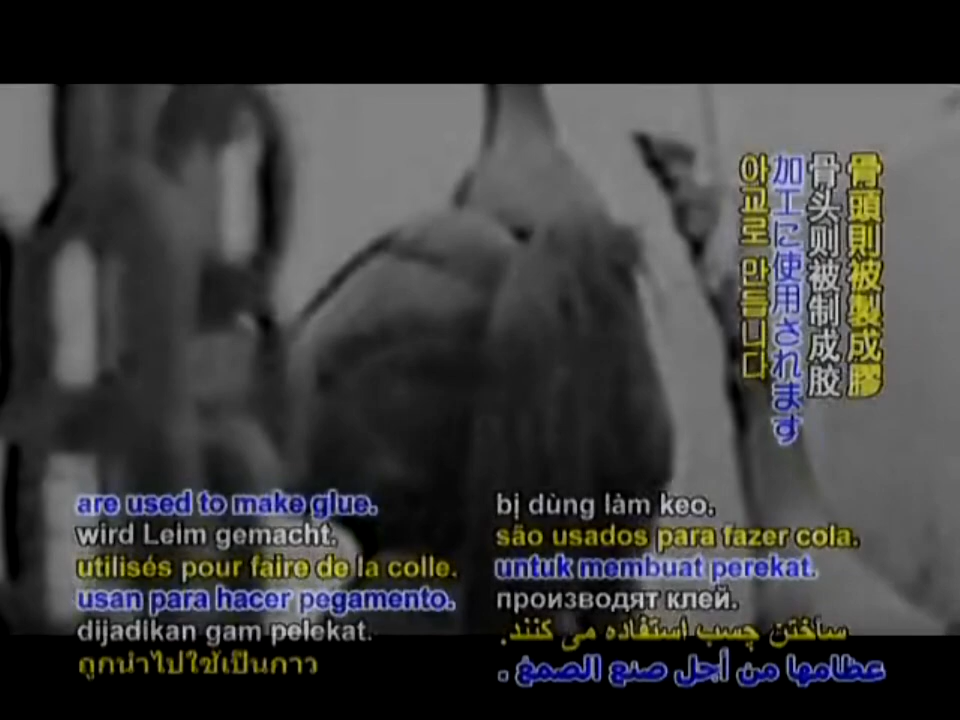 骨頭則被製成膠
骨头则被制成胶
加工に使用されます
아교로 만듭니다
are used to make glue.
wird Leim gemacht.
utilisés pour faire de la colle.
usan para hacer pegamento.
dijadikan gam pelekat.
ถูกนำไปใช้เป็นกาว
bị dùng làm keo.
são usados para fazer cola.
untuk membuat perekat.
производят клей.
ساختن چسب استفاده می کنند.
عظامها من أجل صنع الصمغ .